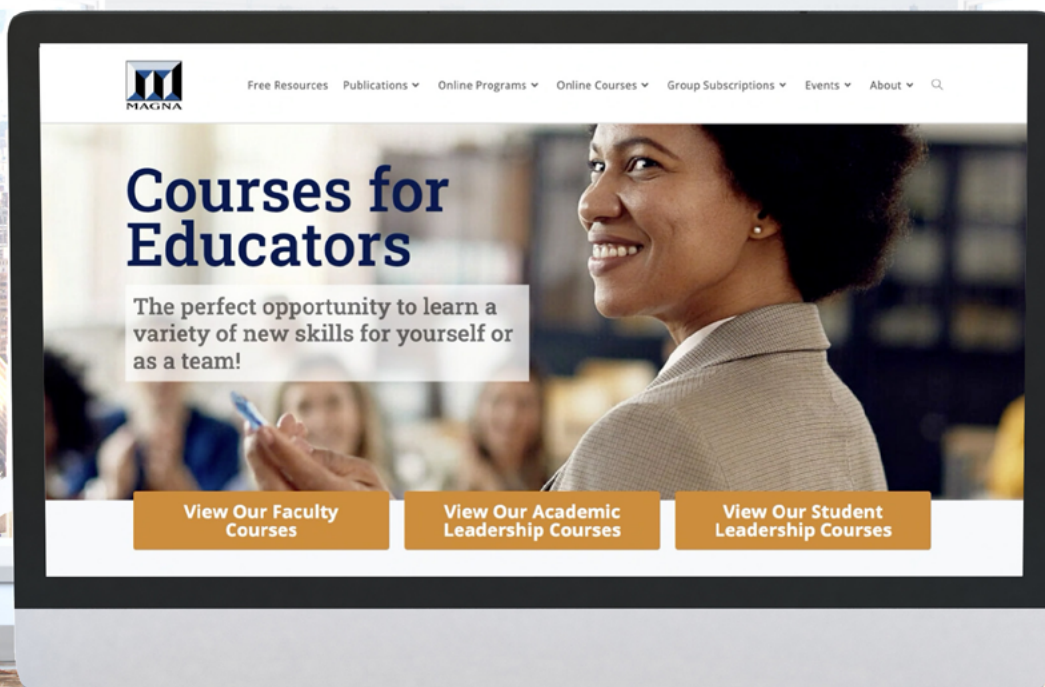 MAGNA
Free Resources
Publications
Online Programs
Online Courses
Group Subscriptions
Events
About
Courses for
Educators
The perfect opportunity to learn a
variety of new skills for yourself or
as a team!
View Our Faculty
Courses
View Our Academic
Leadership Courses
View Our Student
Leadership Courses